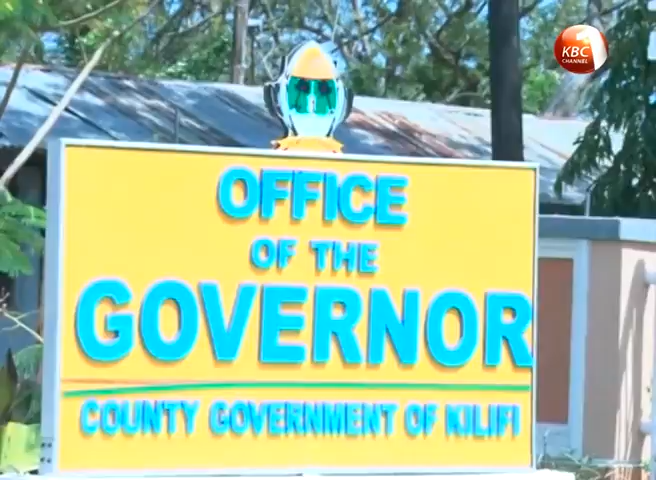 KBC 1
CHANNEL
OFFICE
OF THE
GOVERNOR
COUNTY GOVERNMENT OF KILIFI